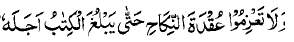 وَلَا تَعْزِمُوْا عُقْدَةَ النِّكَاحِ حَتّٰى يَبْلُغَ الْكِتٰبُ اَجَلَهٗ